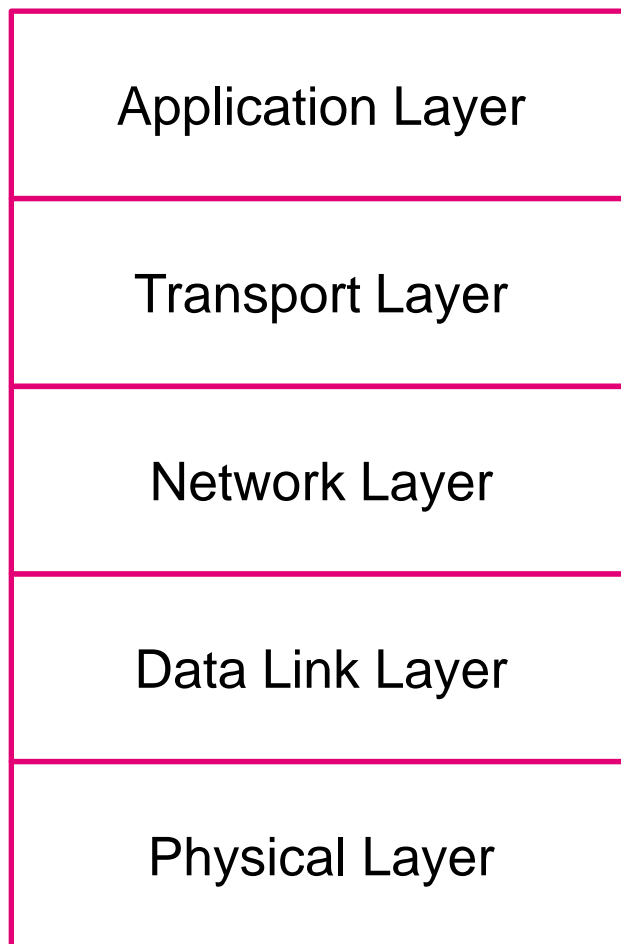 Application Layer
Transport Layer
Network Layer
Data Link Layer
Physical Layer